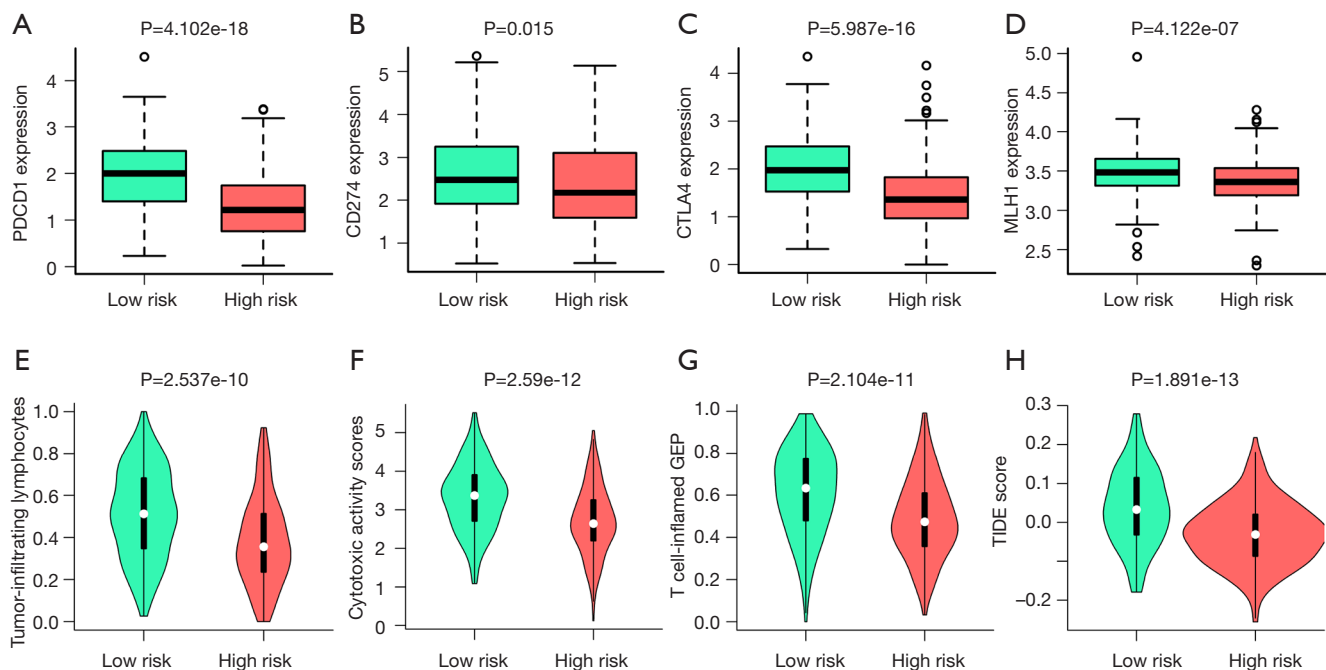 A
P=4.102e-18
PDCD1 expression
4
3
2
1
0
Low risk
High risk
B
P=0.015
CD274 expression
5
4
3
2
1
0
Low risk
High risk
C
P=5.987e-16
CTLA4 expression
4
3
2
1
0
Low risk
High risk
D
P=4.122e-07
MLH1 expression
5.0
4.5
4.0
3.5
3.0
2.5
Low risk
High risk
E
P=2.537e-10
Tumor-infiltrating lymphocytes
1.0
0.8
0.6
0.4
0.2
0.0
Low risk
High risk
F
P=2.59e-12
Cytotoxic activity scores
5
4
3
2
1
0
Low risk
High risk
G
P=2.104e-11
T cell-inflamed GEP
1.0
0.8
0.6
0.4
0.2
0.0
Low risk
High risk
H
P=1.891e-13
TIDE score
0.3
0.2
0.1
0.0
−0.2
Low risk
High risk